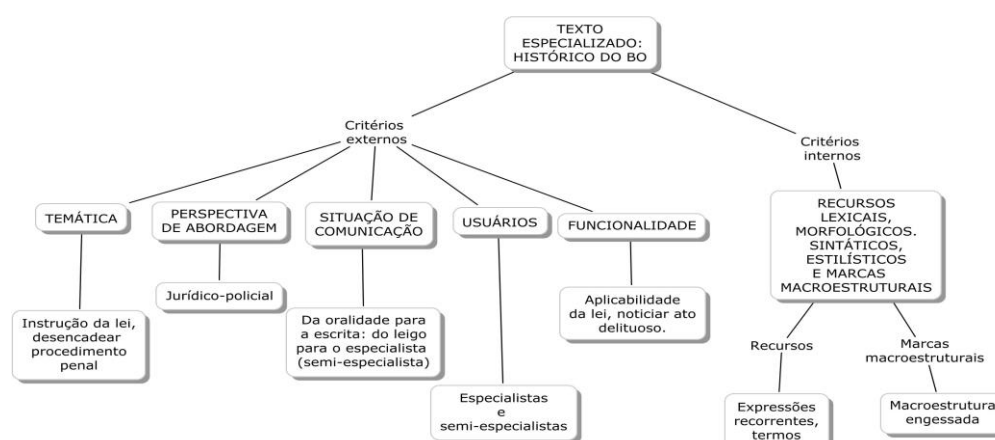 TEXTO
ESPECIALIZADO:
HISTÓRICO DO BO
Critérios
externos
Critérios
internos
TEMÁTICA
PERSPECTIVA
DE ABORDAGEM
SITUAÇÃO DE
COMUNICAÇÃO
USUÁRIOS
FUNCIONALIDADE
RECURSOS
LEXICAIS,
MORFOLÓGICOS.
SINTÁTICOS,
ESTILÍSTICOS
E MARCAS
MACROESTRUTURAIS
Instrução da lei,
desencadear
procedimento
penal
Jurídico-policial
Da oralidade para
a escrita: do leigo
para o especialista
(semi-especialista)
Especialistas
e
semi-especialistas
Aplicabilidade
da lei, noticiar ato
delituoso.
Recursos
Marcas
macroestruturais
Expressões
recorrentes,
termos
Macroestrutura
engessada